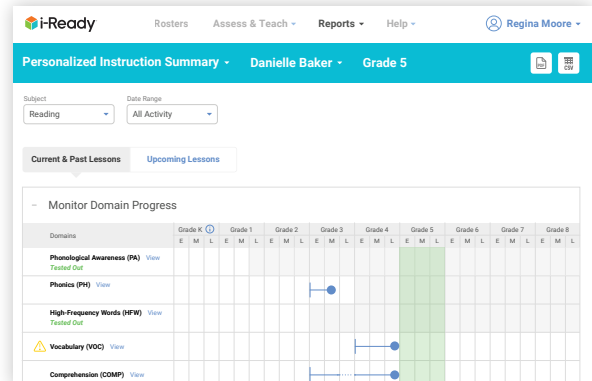 i-Ready Rosters Assess & Teach Reports Help Regina Moore
Personalized Instruction Summary Danielle Baker Grade 5 PDF CSV
Subject Date Range
Reading All Activity
Current & Past Lessons Upcoming Lessons
Monitor Domain Progress
Domains Grade K Grade 1 Grade 2 Grade 3 Grade 4 Grade 5 Grade 6 Grade 7 Grade 8
E M L E M L E M L E M L E M L E M L E M L E M L E M L
Phonological Awareness (PA) View
Tested Out
Phonics (PH) View
High-Frequency Words (HFW) View
Tested Out
Vocabulary (VOC) View
Comprehension (COMP) View